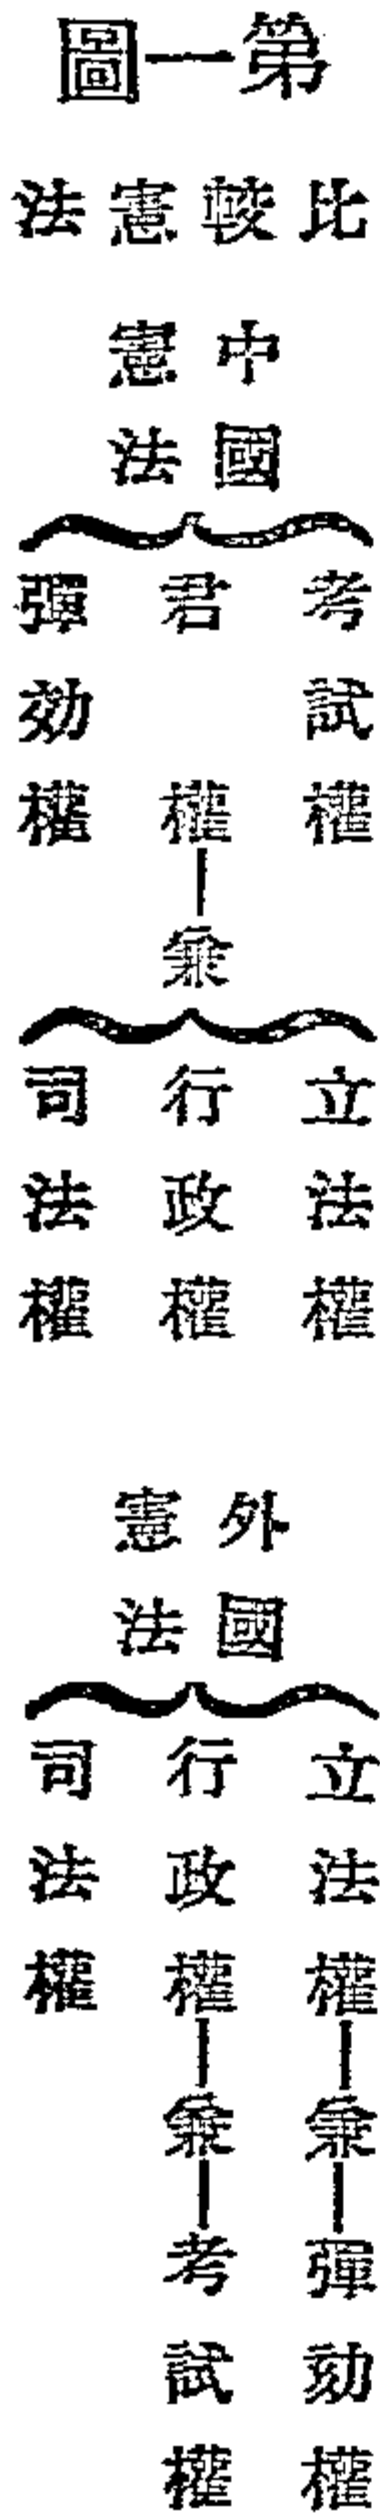 第一圖
比較憲法
中國
憲法
考試權
君權—兼
彈劾權
立法權
行政權
司法權
外國
憲法
立法權—兼—彈劾權
行政權—兼—考試權
司法權